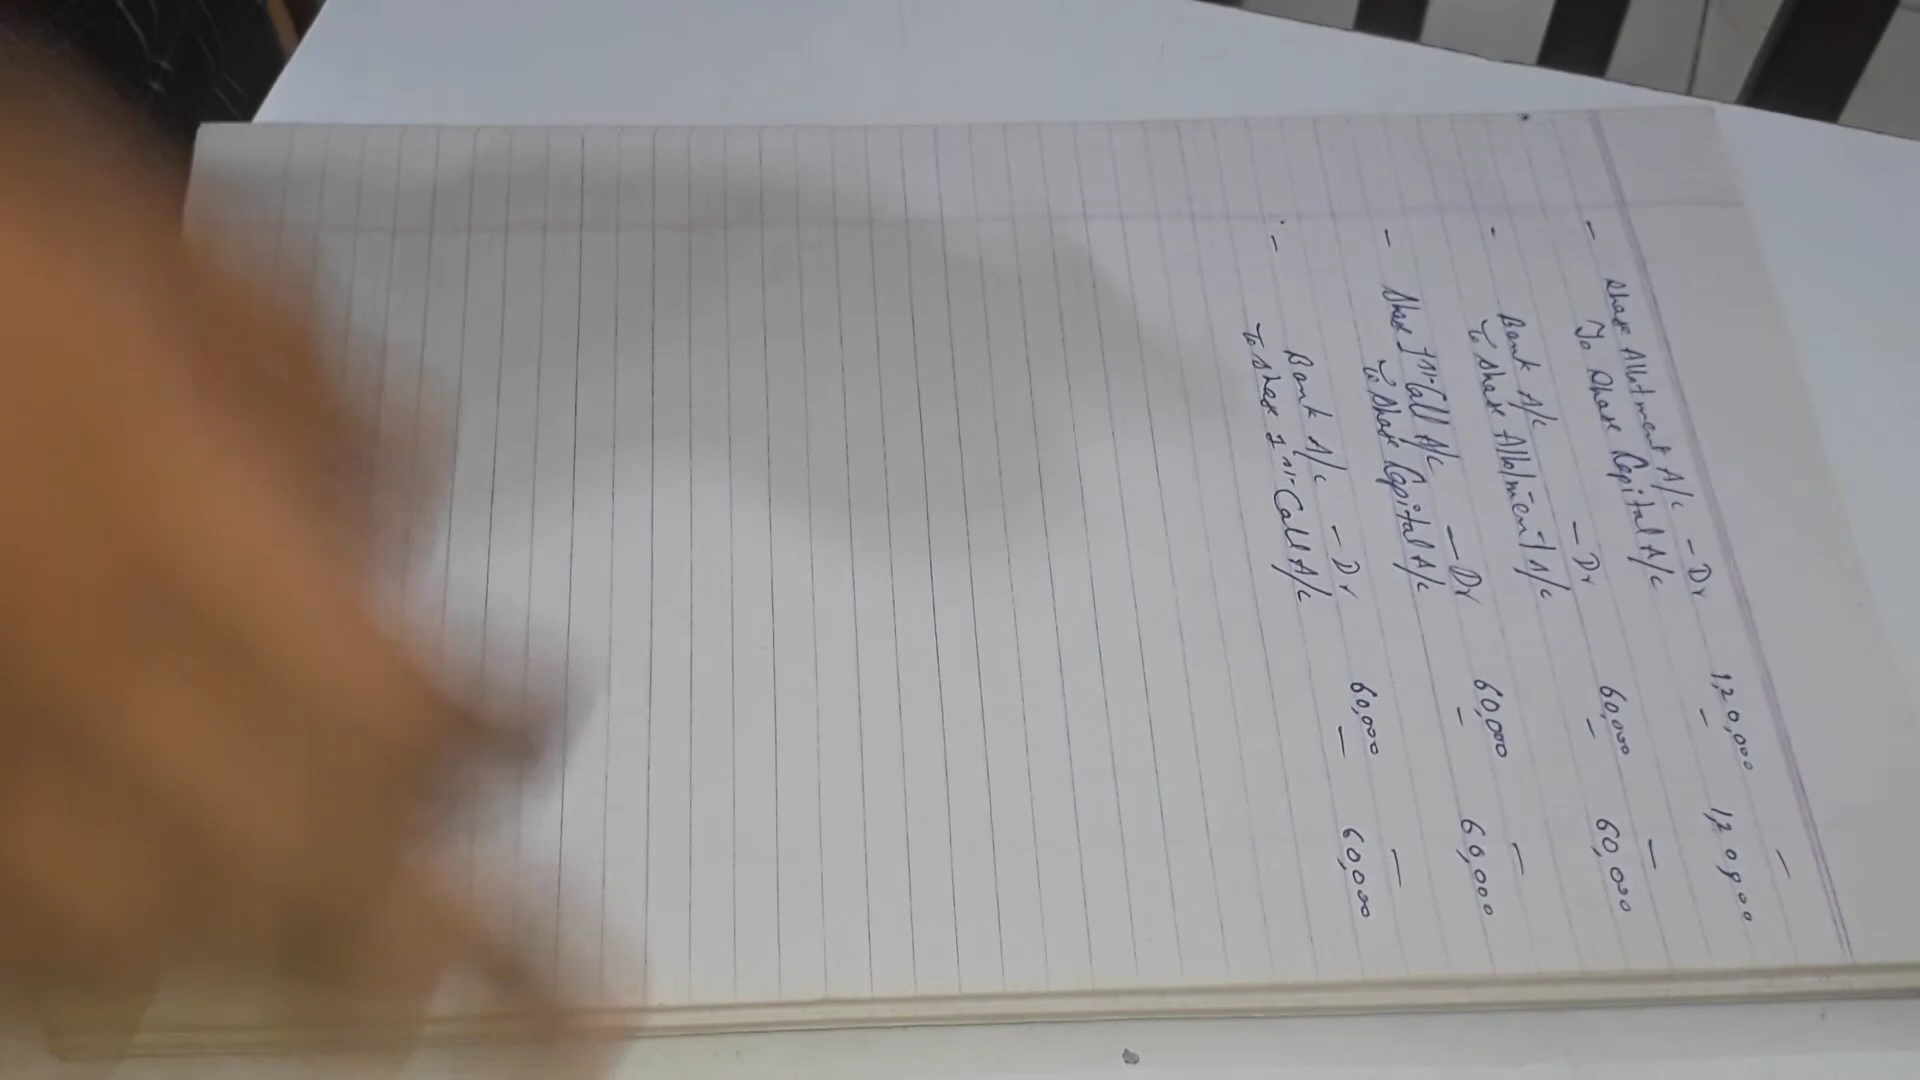 - Share Allotment A/c - Dr 1,20,000 -
To Share Capital A/c - 1,20,000
- Bank A/c - Dr 60,000 -
To Share Allotment A/c - 60,000
- Share 1st Call A/c - Dr 60,000 -
To Share Capital A/c - 60,000
- Bank A/c - Dr 60,000 -
To Share 1st Call A/c - 60,000